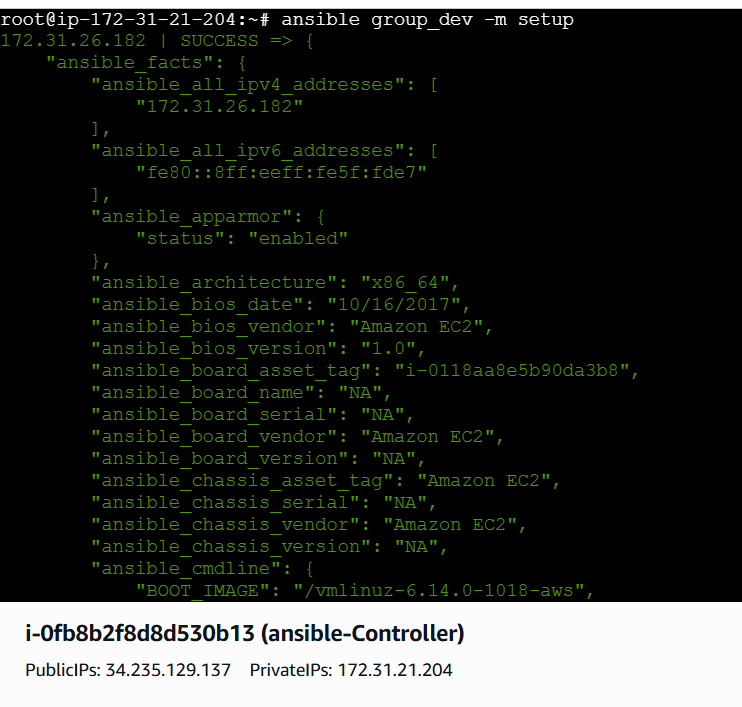 root@ip-172-31-21-204:~# ansible group_dev -m setup
172.31.26.182 | SUCCESS => {
    "ansible_facts": {
        "ansible_all_ipv4_addresses": [
            "172.31.26.182"
        ],
        "ansible_all_ipv6_addresses": [
            "fe80::8ff:eeff:fe5f:fde7"
        ],
        "ansible_apparmor": {
            "status": "enabled"
        },
        "ansible_architecture": "x86_64",
        "ansible_bios_date": "10/16/2017",
        "ansible_bios_vendor": "Amazon EC2",
        "ansible_bios_version": "1.0",
        "ansible_board_asset_tag": "i-0118aa8e5b90da3b8",
        "ansible_board_name": "NA",
        "ansible_board_serial": "NA",
        "ansible_board_vendor": "Amazon EC2",
        "ansible_board_version": "NA",
        "ansible_chassis_asset_tag": "Amazon EC2",
        "ansible_chassis_serial": "NA",
        "ansible_chassis_vendor": "Amazon EC2",
        "ansible_chassis_version": "NA",
        "ansible_cmdline": {
            "BOOT_IMAGE": "/vmlinuz-6.14.0-1018-aws",
i-0fb8b2f8d8d530b13 (ansible-Controller)
PublicIPs: 34.235.129.137 PrivateIPs: 172.31.21.204